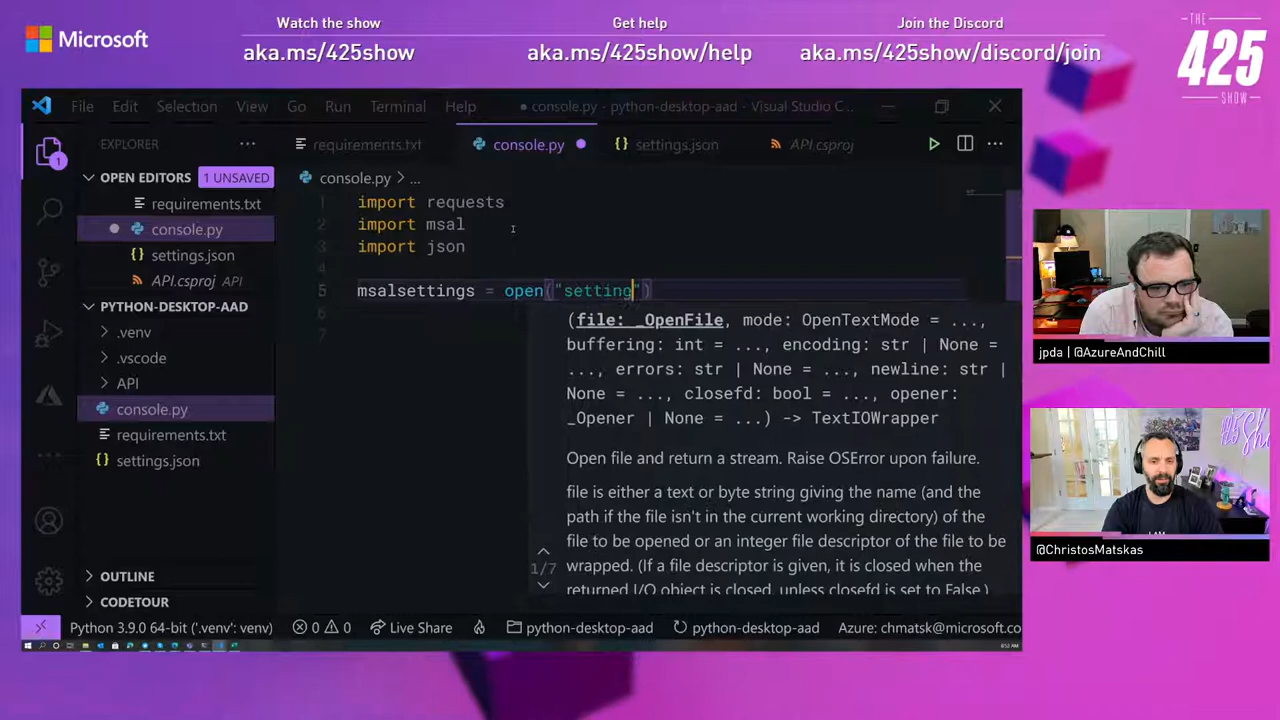 Microsoft
Watch the show
aka.ms/425show
Get help
aka.ms/425show/help
Join the Discord
aka.ms/425show/discord/join
THE
425
SHOW
File Edit Selection View Go Run Terminal Help
● console.py - python-desktop-aad - Visual Studio C...
EXPLORER
requirements.txt
console.py
settings.json
API.csproj
OPEN EDITORS 1 UNSAVED
requirements.txt
console.py
settings.json
API.csproj API
PYTHON-DESKTOP-AAD
.venv
.vscode
API
console.py
requirements.txt
settings.json
OUTLINE
CODETOUR
console.py > ...
1 import requests
2 import msal
3 import json
4
5 msalsettings = open("setting")
6
7
(file: _OpenFile, mode: OpenTextMode = ...,
buffering: int = ..., encoding: str | None =
..., errors: str | None = ..., newline: str |
None = ..., closefd: bool = ..., opener:
_Opener | None = ...) -> TextIOWrapper
Open file and return a stream. Raise OSError upon failure.
file is either a text or byte string giving the name (and the
path if the file isn't in the current working directory) of the
file to be opened or an integer file descriptor of the file to be
1/7
wrapped. (If a file descriptor is given, it is closed when the
returned I/O object is closed, unless closefd is set to False.)
Python 3.9.0 64-bit ('.venv': venv) 0 0 Live Share python-desktop-aad python-desktop-aad Azure: chmatsk@microsoft.co
jpda | @AzureAndChill
@ChristosMatskas